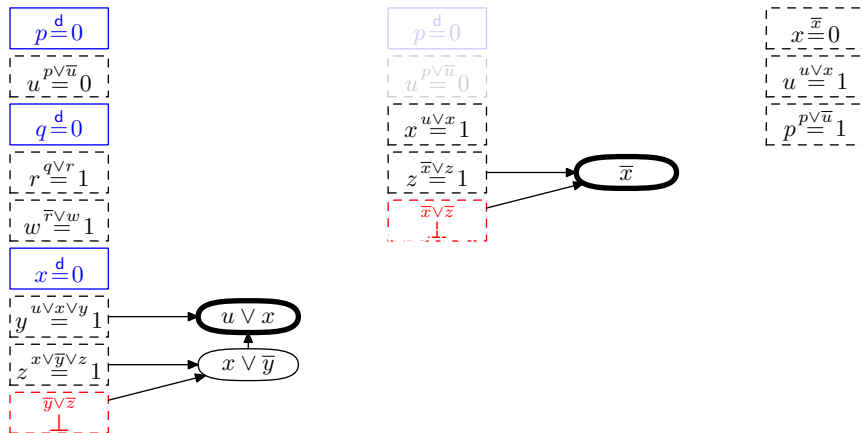 p =ᵈ 0
u =^{p∨u̅} 0
q =ᵈ 0
r =^{q∨r} 1
w =^{r̅∨w} 1
x =ᵈ 0
y =^{u∨x∨y} 1
z =^{x∨y̅∨z} 1
y̅∨z̅
⊥
u ∨ x
x ∨ y̅
p =ᵈ 0
u =^{p∨u̅} 0
x =^{u∨x} 1
z =^{x̅∨z} 1
x̅∨z̅
⊥
x̅
x =^{x̅} 0
u =^{u∨x} 1
p =^{p∨u̅} 1